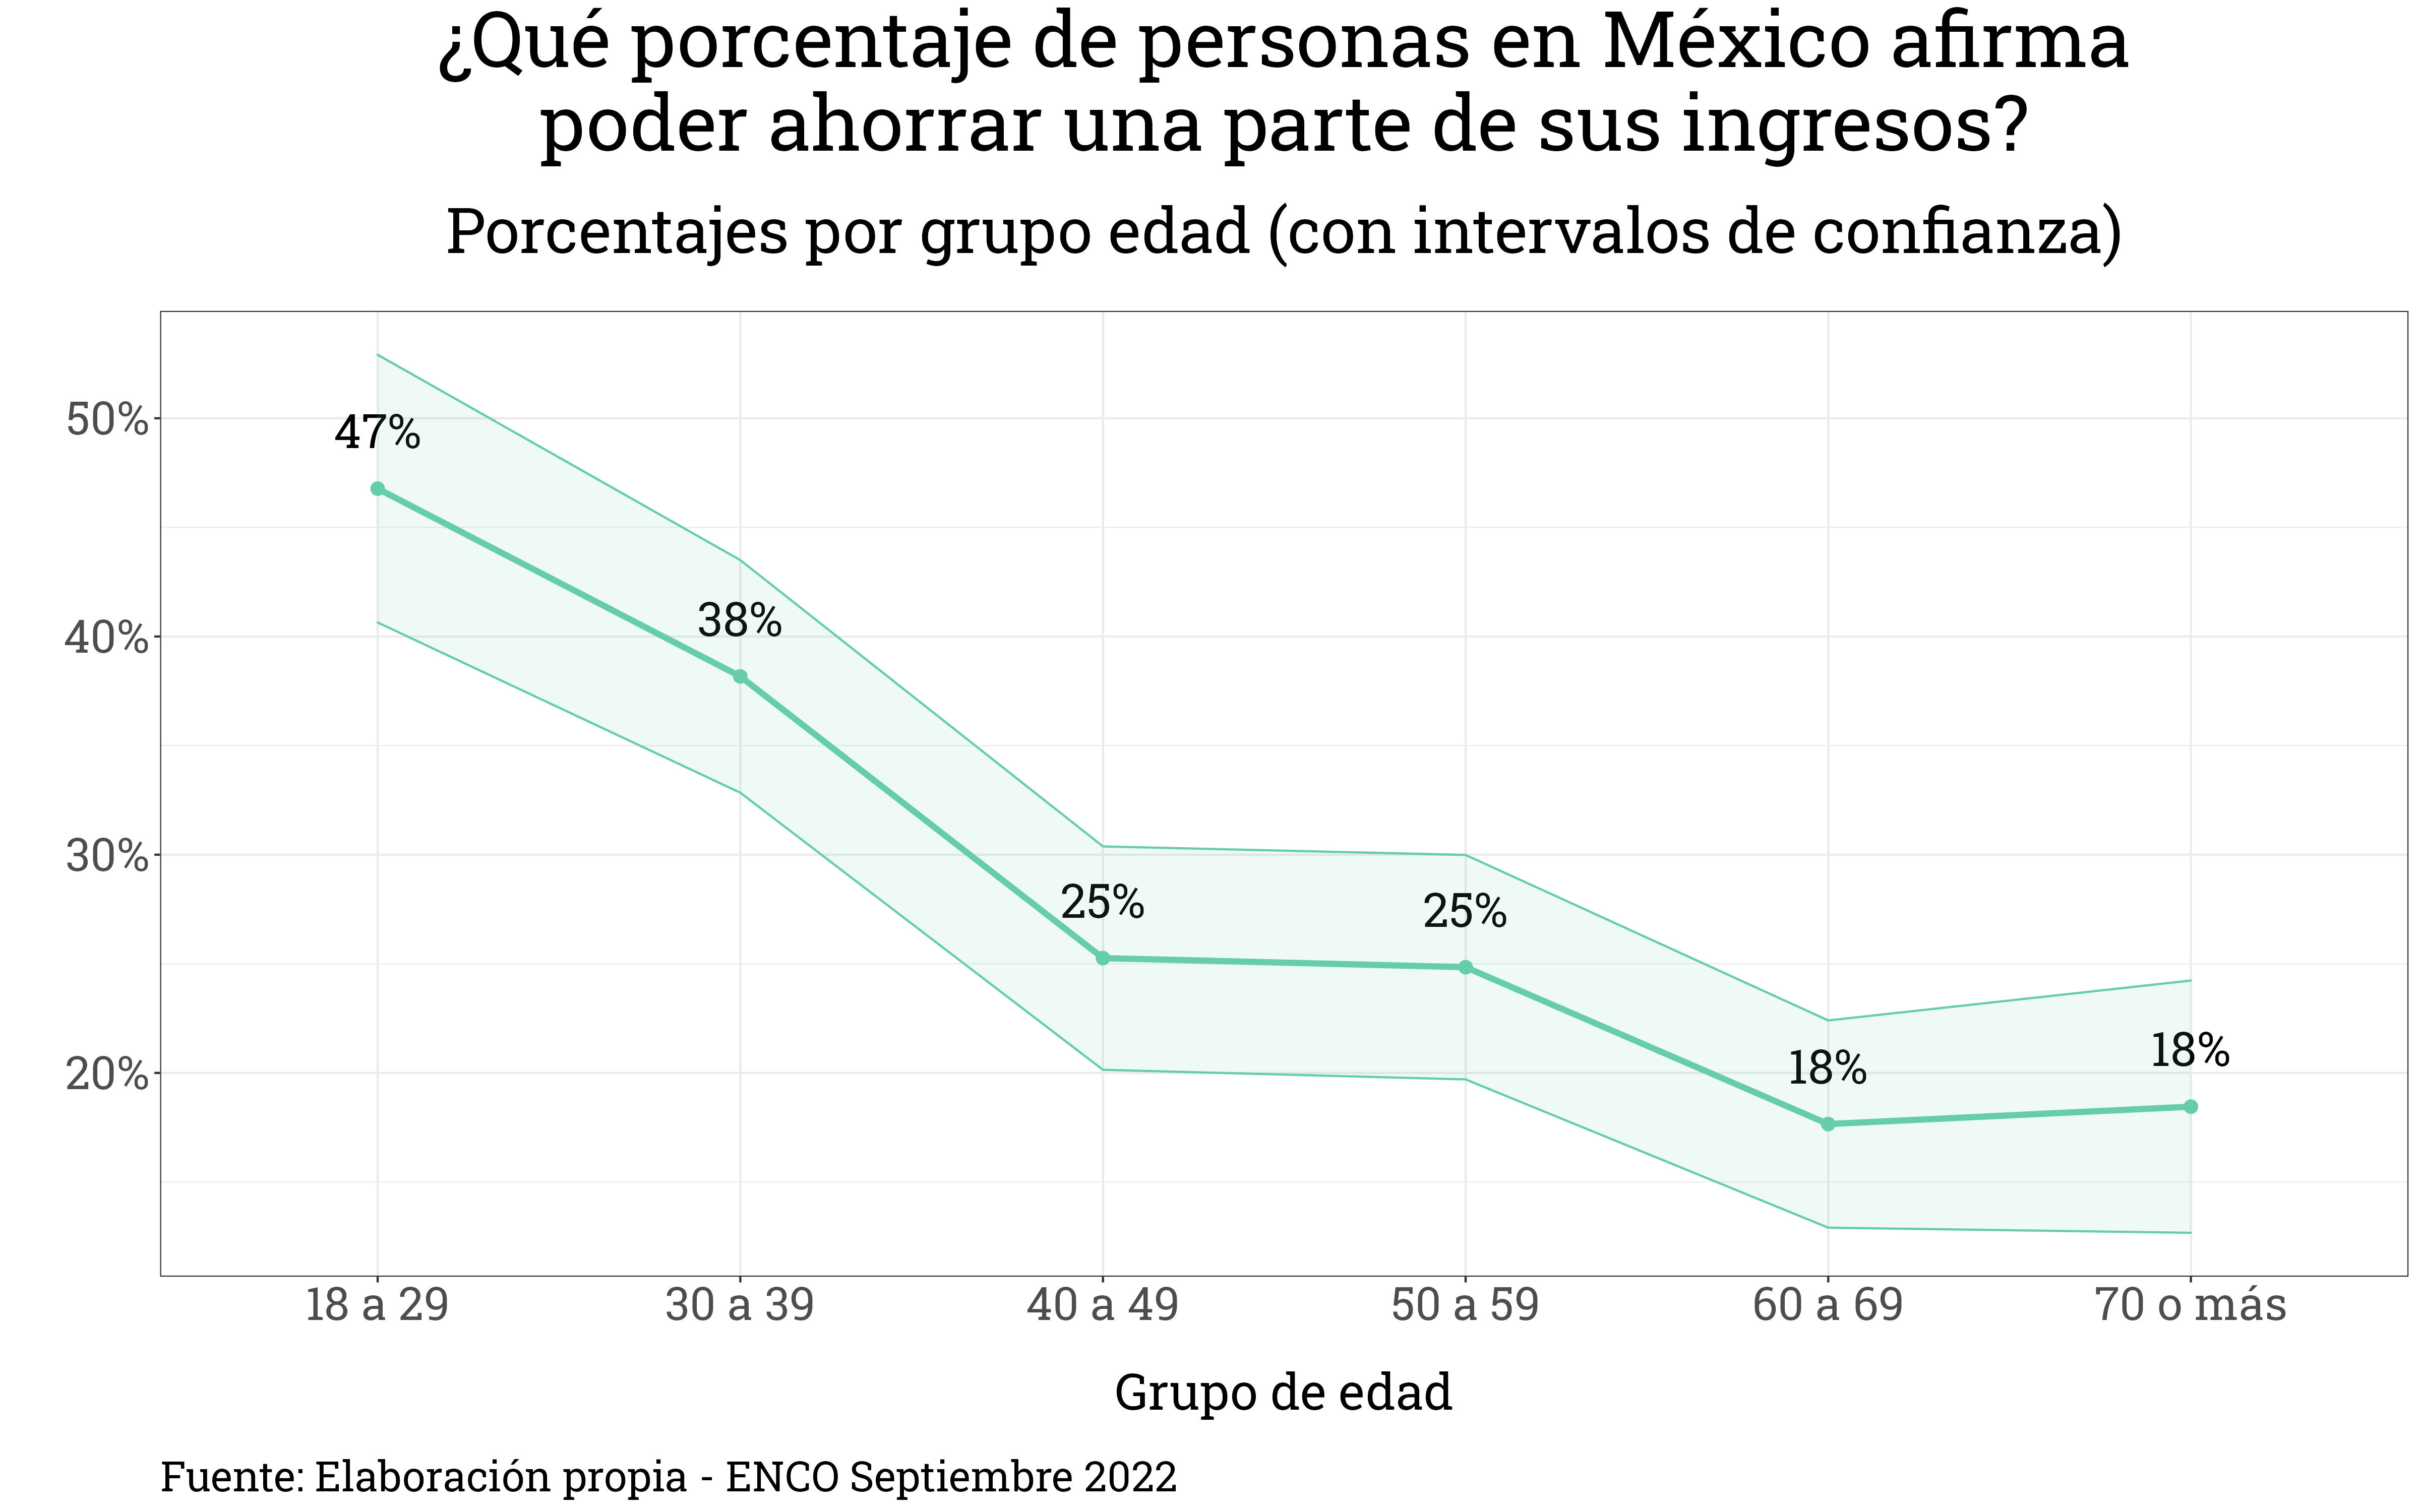 ¿Qué porcentaje de personas en México afirma
poder ahorrar una parte de sus ingresos?
Porcentajes por grupo edad (con intervalos de confianza)
50%
47%
40%
38%
30%
25%
25%
20%
18%
18%
18 a 29
30 a 39
40 a 49
50 a 59
60 a 69
70 o más
Grupo de edad
Fuente: Elaboración propia - ENCO Septiembre 2022